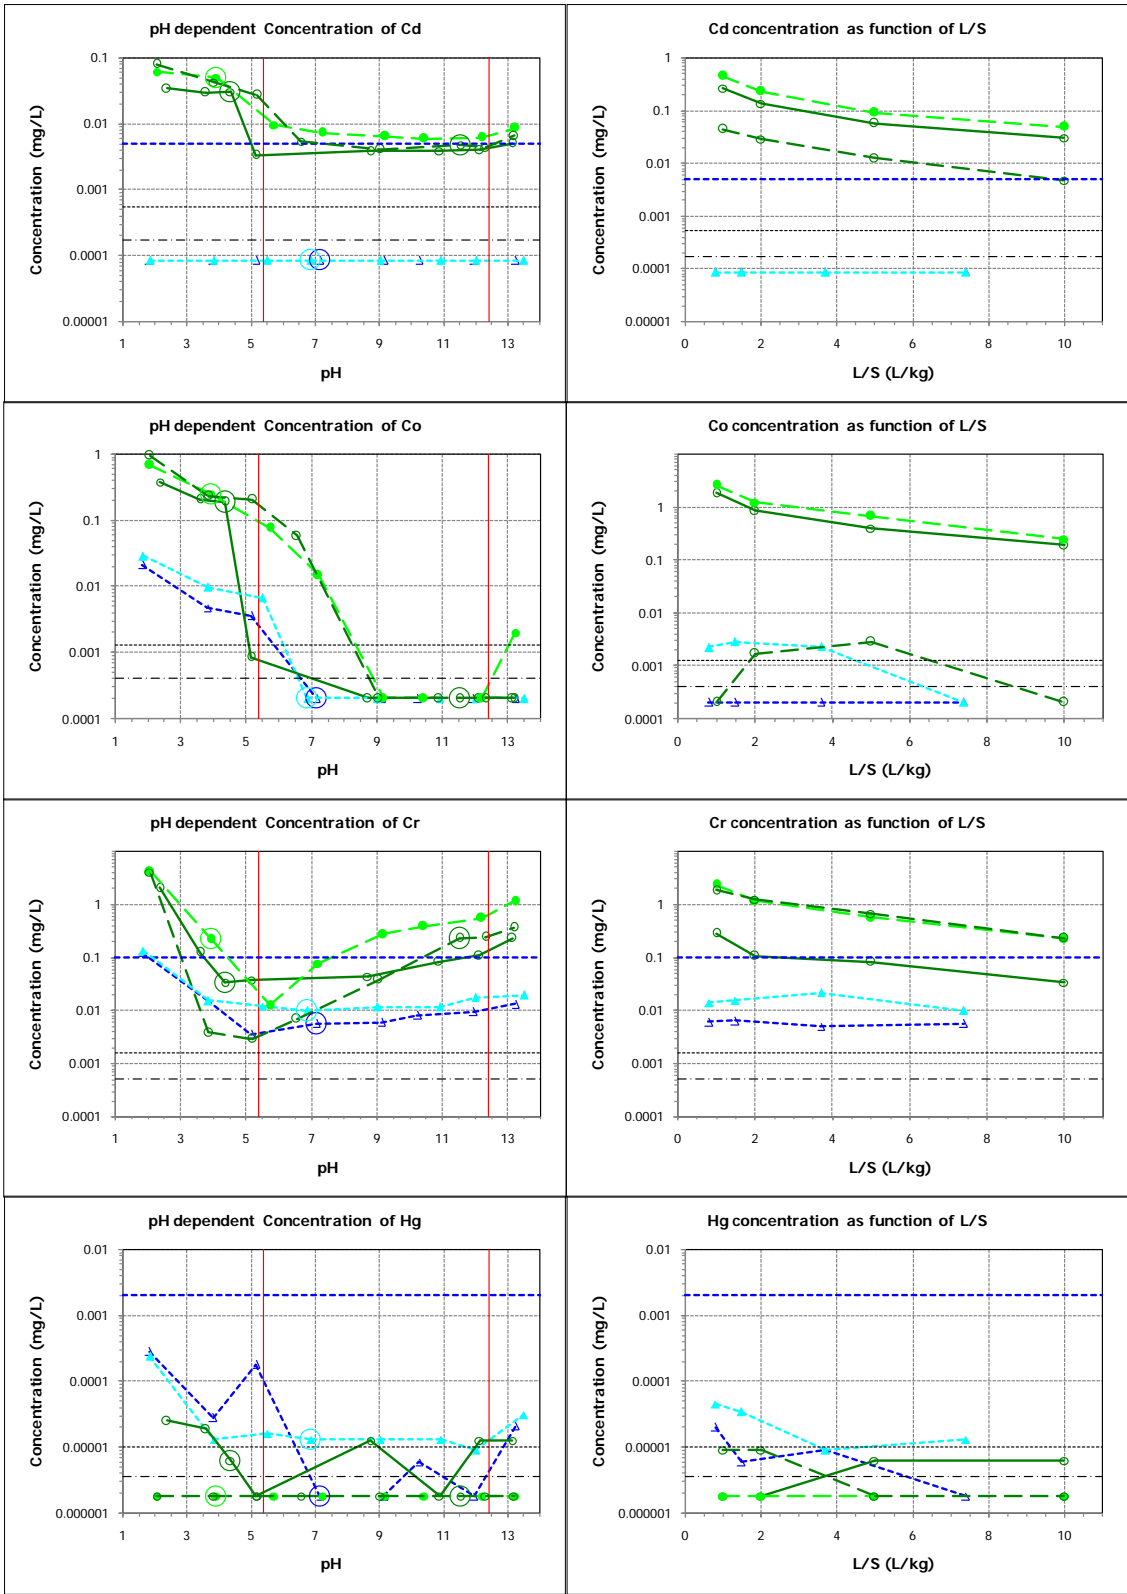 pH dependent Concentration of Cd
Concentration (mg/L)
0.1
0.01
0.001
0.0001
0.00001
1 3 5 7 9 11 13
pH
Cd concentration as function of L/S
Concentration (mg/L)
1
0.1
0.01
0.001
0.0001
0.00001
0 2 4 6 8 10
L/S (L/kg)
pH dependent Concentration of Co
Concentration (mg/L)
1
0.1
0.01
0.001
0.0001
1 3 5 7 9 11 13
pH
Co concentration as function of L/S
Concentration (mg/L)
1
0.1
0.01
0.001
0.0001
0 2 4 6 8 10
L/S (L/kg)
pH dependent Concentration of Cr
Concentration (mg/L)
1
0.1
0.01
0.001
0.0001
1 3 5 7 9 11 13
pH
Cr concentration as function of L/S
Concentration (mg/L)
1
0.1
0.01
0.001
0.0001
0 2 4 6 8 10
L/S (L/kg)
pH dependent Concentration of Hg
Concentration (mg/L)
0.01
0.001
0.0001
0.00001
0.000001
1 3 5 7 9 11 13
pH
Hg concentration as function of L/S
Concentration (mg/L)
0.01
0.001
0.0001
0.00001
0.000001
0 2 4 6 8 10
L/S (L/kg)